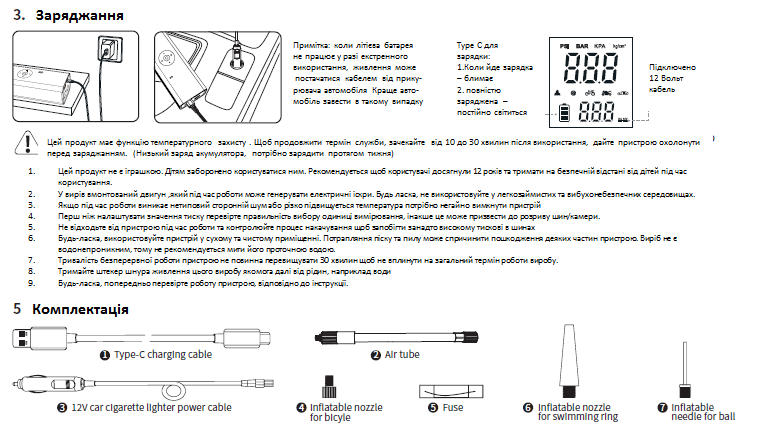 3. Заряджання
Примітка: коли літієва батарея
не працює у разі екстренного
використання, живлення може
постачатися кабелем від прику-
рювача автомобіля Краще авто-
мобіль завести в такому випадку
Type C для
зарядки:
1.Коли йде зарядка
– блимає
2. повністю
заряджена –
постійно світиться
PSI BAR KPA kg/cm²
888
888
Підключено
12 Вольт
кабель
Цей продукт має функцію температурного захисту . Щоб продовжити термін служби, зачекайте від 10 до 30 хвилин після використання, дайте пристрою охолонути
перед заряджанням. (Низький заряд акумулятора, потрібно зарядити протягом тижня)
1. Цей продукт не є іграшкою. Дітям заборонено користуватися ним. Рекомендується щоб користувачі досягнули 12 років та тримати на безпечній відстані від дітей під час
користування.
2. У виріб вмонтований двигун ,який під час роботи може генерувати електричні іскри. Будь ласка, не використовуйте у легкозаймистих та вибухонебезпечних середовищах.
3. Якщо під час роботи виникає нетиповий сторонній шум або різко підвищується температура потрібно негайно вимкнути пристрій
4. Перш ніж налаштувати значення тиску перевірте правильність вибору одиниці вимірювання, інакше це може призвести до розриву шин/камери.
5. Не відходьте від пристрою під час роботи та контролюйте процес накачування щоб запобігти занадто високому тискові в шинах
6. Будь-ласка, використовуйте пристрій у сухому та чистому приміщенні. Потрапляння піску та пилу може спричинити пошкодження деяких частин пристрою. Виріб не є
водонепроникним, тому не рекомендується мити його проточною водою.
7. Тривалість безперервної роботи пристрою не повинна перевищувати 30 хвилин щоб не вплинути на загальний термін роботи виробу.
8. Тримайте штекер шнура живлення цього виробу якомога далі від рідин, наприклад води
9. Будь-ласка, попередньо перевірте роботу пристрою, відповідно до інструкції.
5 Комплектація
1 Type-C charging cable
2 Air tube
3 12V car cigarette lighter power cable
4 Inflatable nozzle
for bicyle
5 Fuse
6 Inflatable nozzle
for swimming ring
7 Inflatable
needle for ball